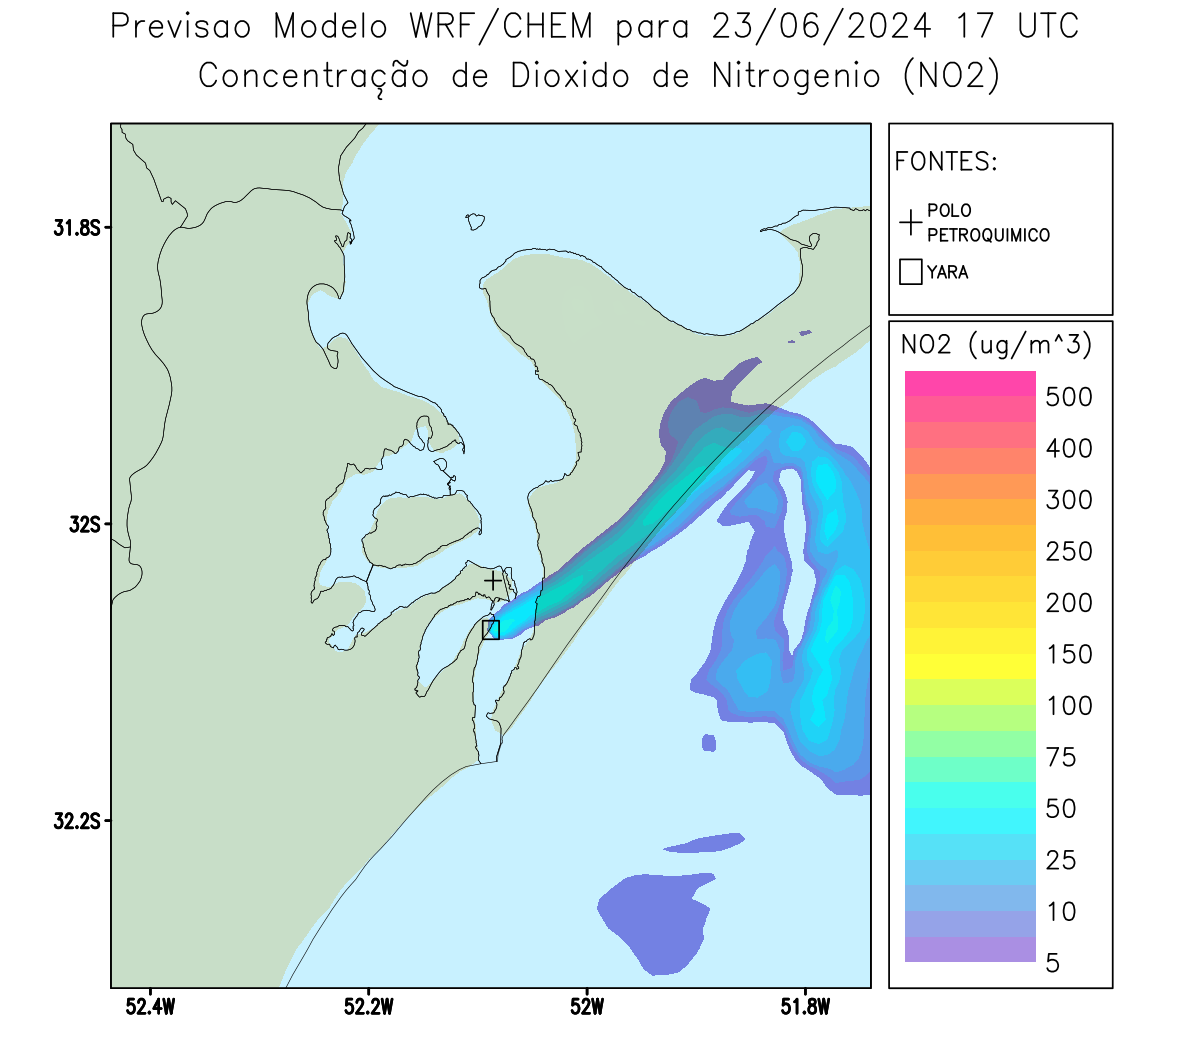 Previsao Modelo WRF/CHEM para 23/06/2024 17 UTC
Concentração de Dioxido de Nitrogenio (NO2)
FONTES:
POLO
PETROQUIMICO
YARA
NO2 (ug/m^3)
500
400
300
250
200
150
100
75
50
25
10
5
31.8S
32S
32.2S
52.4W
52.2W
52W
51.8W